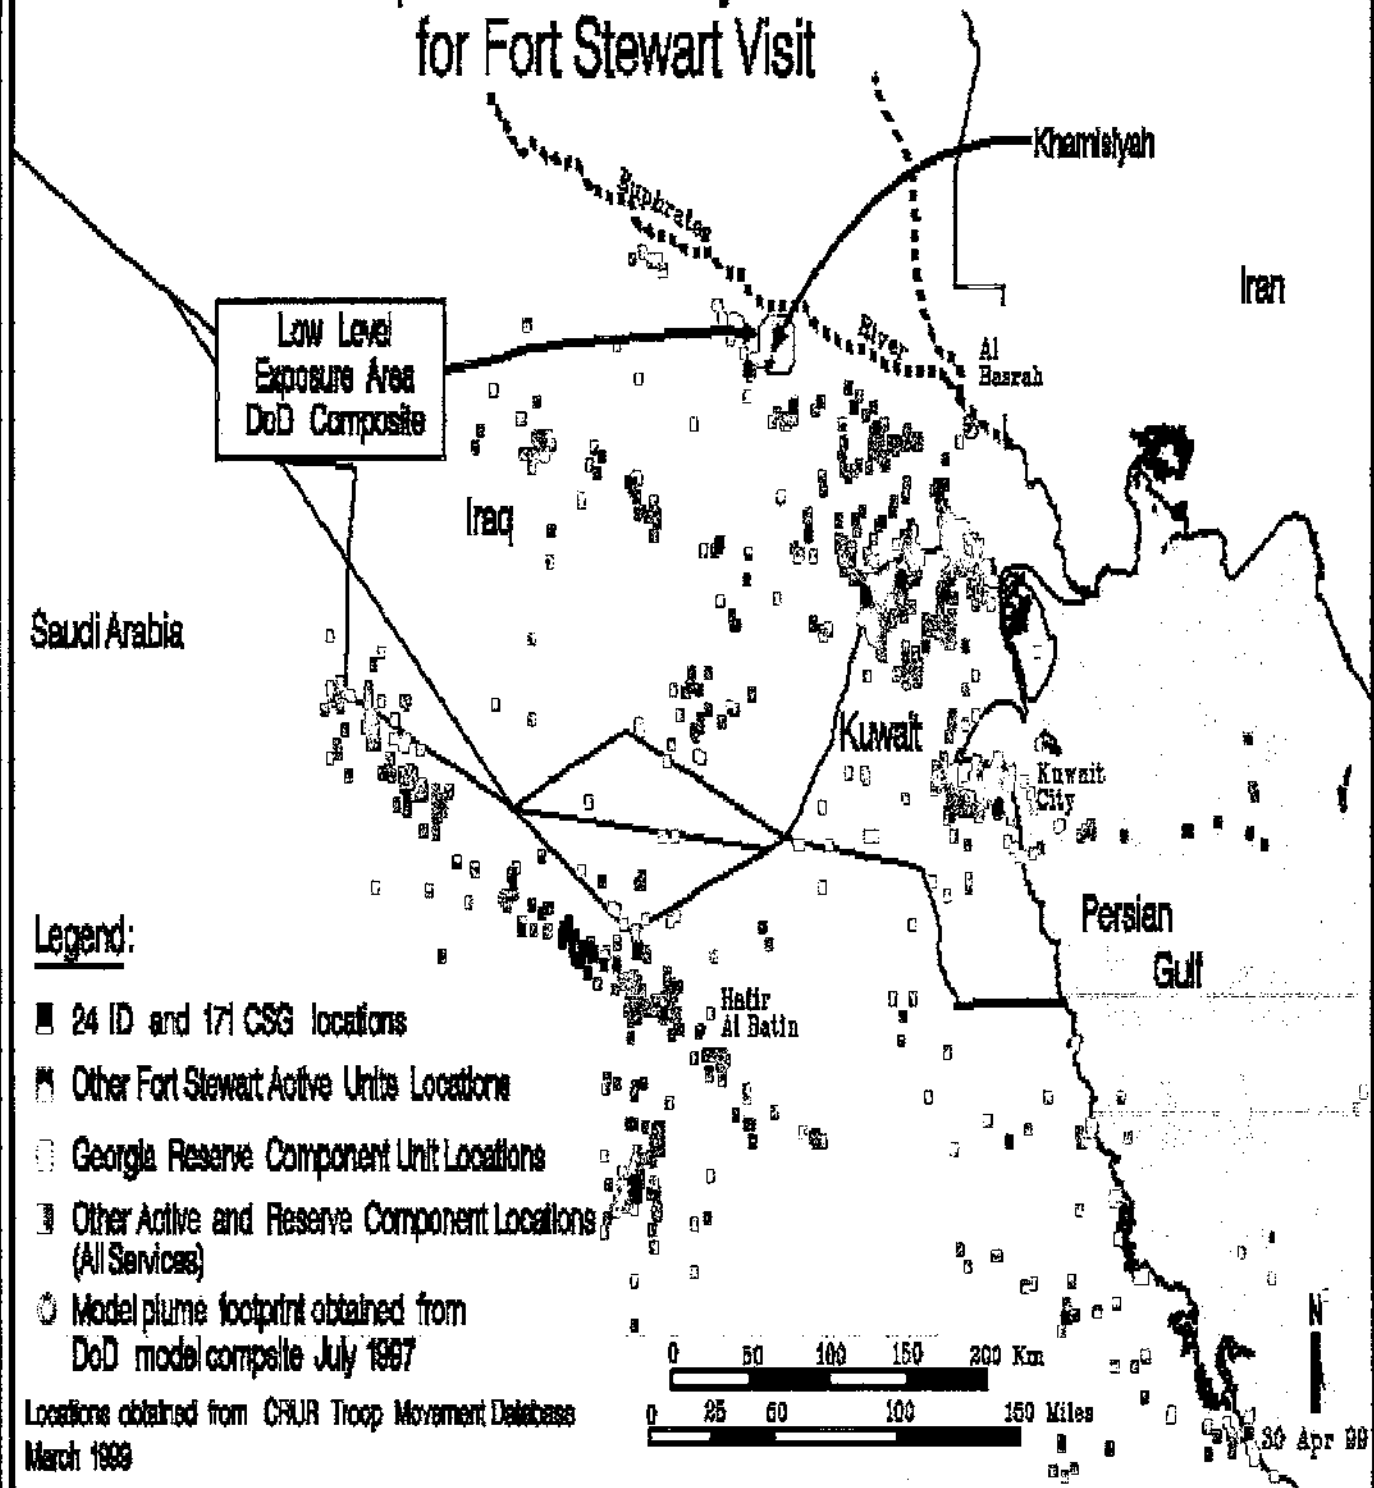 for Fort Stewart Visit
Khamisiyah
Euphrates
Iran
Low Level
Exposure Area
DoD Composite
River
Al
Basrah
Iraq
Saudi Arabia
Kuwait
Kuwait
City
Persian
Gulf
Legend:
Hafir
Al Batin
24 ID and 171 CSG locations
Other Fort Stewart Active Units Locations
Georgia Reserve Component Unit Locations
Other Active and Reserve Component Locations
(All Services)
Model plume footprint obtained from
DoD model compsite July 1997
N
0 50 100 150 200 Km
Locations obtained from CRUR Troop Movement Database
March 1999
0 25 50 100 150 Miles
30 Apr 99